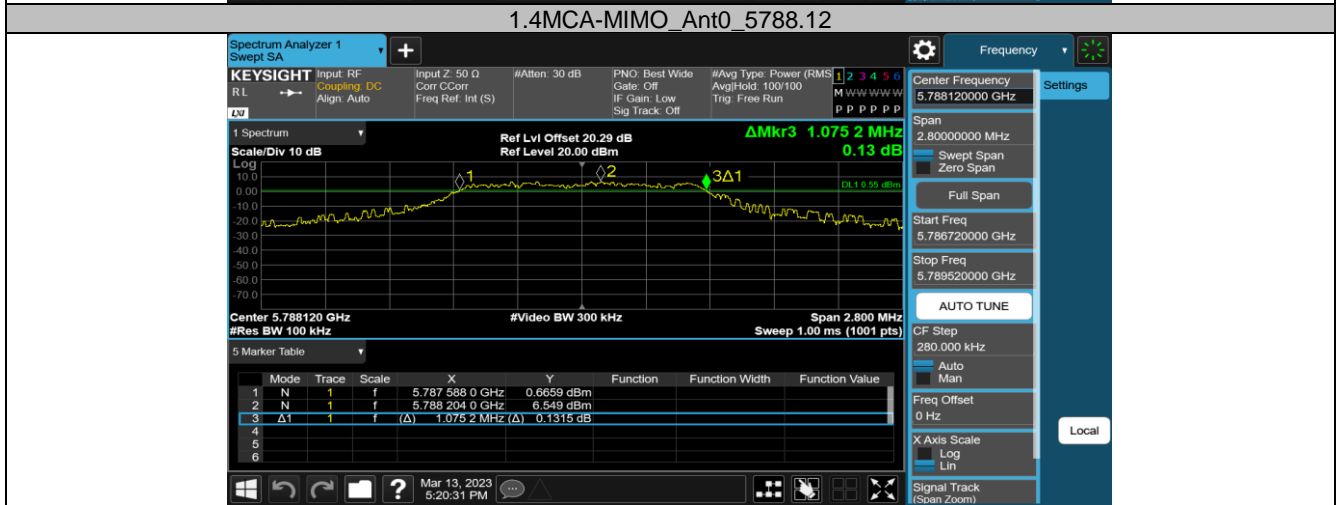 1.4MCA-MIMO_Ant0_5788.12
Spectrum Analyzer 1
Swept SA
+
Frequency
KEYSIGHT
RL
LXI
Input: RF
Coupling: DC
Align: Auto
Input Z: 50 Ω
Corr CCorr
Freq Ref: Int (S)
#Atten: 30 dB
PNO: Best Wide
Gate: Off
IF Gain: Low
Sig Track: Off
#Avg Type: Power (RMS
Avg|Hold: 100/100
Trig: Free Run
1 2 3 4 5 6
M W W W W W
P P P P P P
1 Spectrum
Scale/Div 10 dB
Ref Lvl Offset 20.29 dB
Ref Level 20.00 dBm
ΔMkr3 1.075 2 MHz
0.13 dB
Log
10.0
0.00
-10.0
-20.0
-30.0
-40.0
-50.0
-60.0
-70.0
1
2
3Δ1
DL1 0.55 dBm
Center 5.788120 GHz
#Res BW 100 kHz
#Video BW 300 kHz
Span 2.800 MHz
Sweep 1.00 ms (1001 pts)
5 Marker Table
Mode Trace Scale X Y Function Function Width Function Value
1 N 1 f 5.787 588 0 GHz 0.6659 dBm
2 N 1 f 5.788 204 0 GHz 6.549 dBm
3 Δ1 1 f (Δ) 1.075 2 MHz (Δ) 0.1315 dB
4
5
6
?
Mar 13, 2023
5:20:31 PM
Center Frequency
5.788120000 GHz
Settings
Span
2.80000000 MHz
Swept Span
Zero Span
Full Span
Start Freq
5.786720000 GHz
Stop Freq
5.789520000 GHz
AUTO TUNE
CF Step
280.000 kHz
Auto
Man
Freq Offset
0 Hz
X Axis Scale
Log
Lin
Local
Signal Track
(Span Zoom)